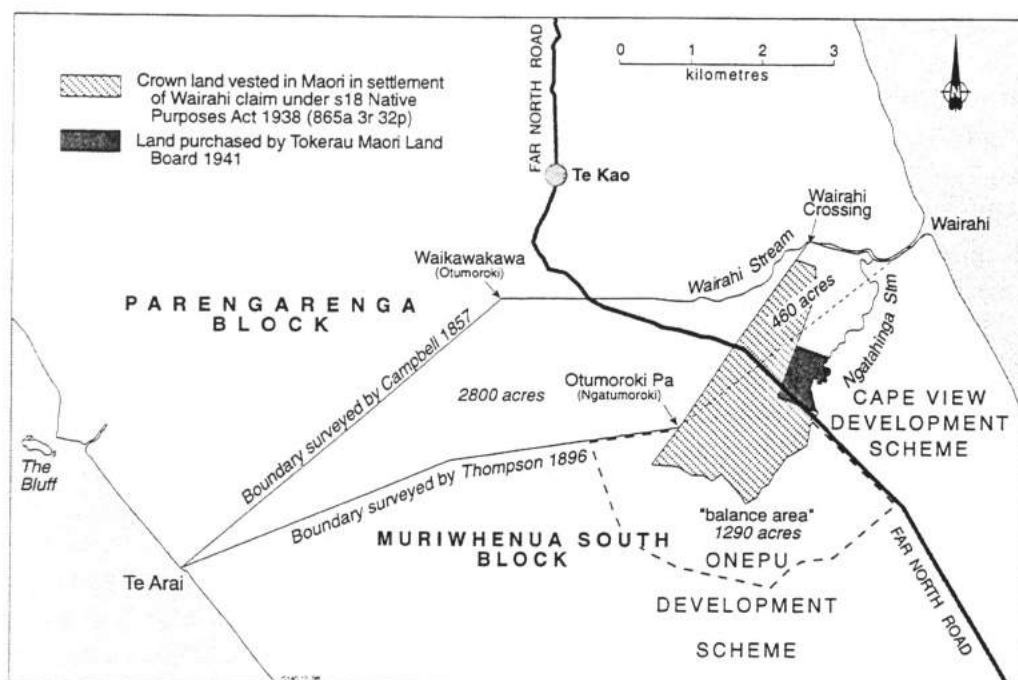 Crown land vested in Maori in settlement
of Wairahi claim under s18 Native
Purposes Act 1938 (865a 3r 32p)
Land purchased by Tokerau Maori Land
Board 1941
FAR NORTH ROAD
0 1 2 3
kilometres
N
Te Kao
Wairahi
Crossing
Wairahi
Waikawakawa
(Otumoroki)
Wairahi Stream
PARENGARENGA
BLOCK
460 acres
Ngatahinga Stm
Boundary surveyed by Campbell 1857
2800 acres
Otumoroki Pa
(Ngatumoroki)
CAPE VIEW
DEVELOPMENT
SCHEME
The
Bluff
Boundary surveyed by Thompson 1896
"balance area"
1290 acres
MURIWHENUA SOUTH
BLOCK
ONEPU
DEVELOPMENT
SCHEME
Te Arai
FAR NORTH ROAD